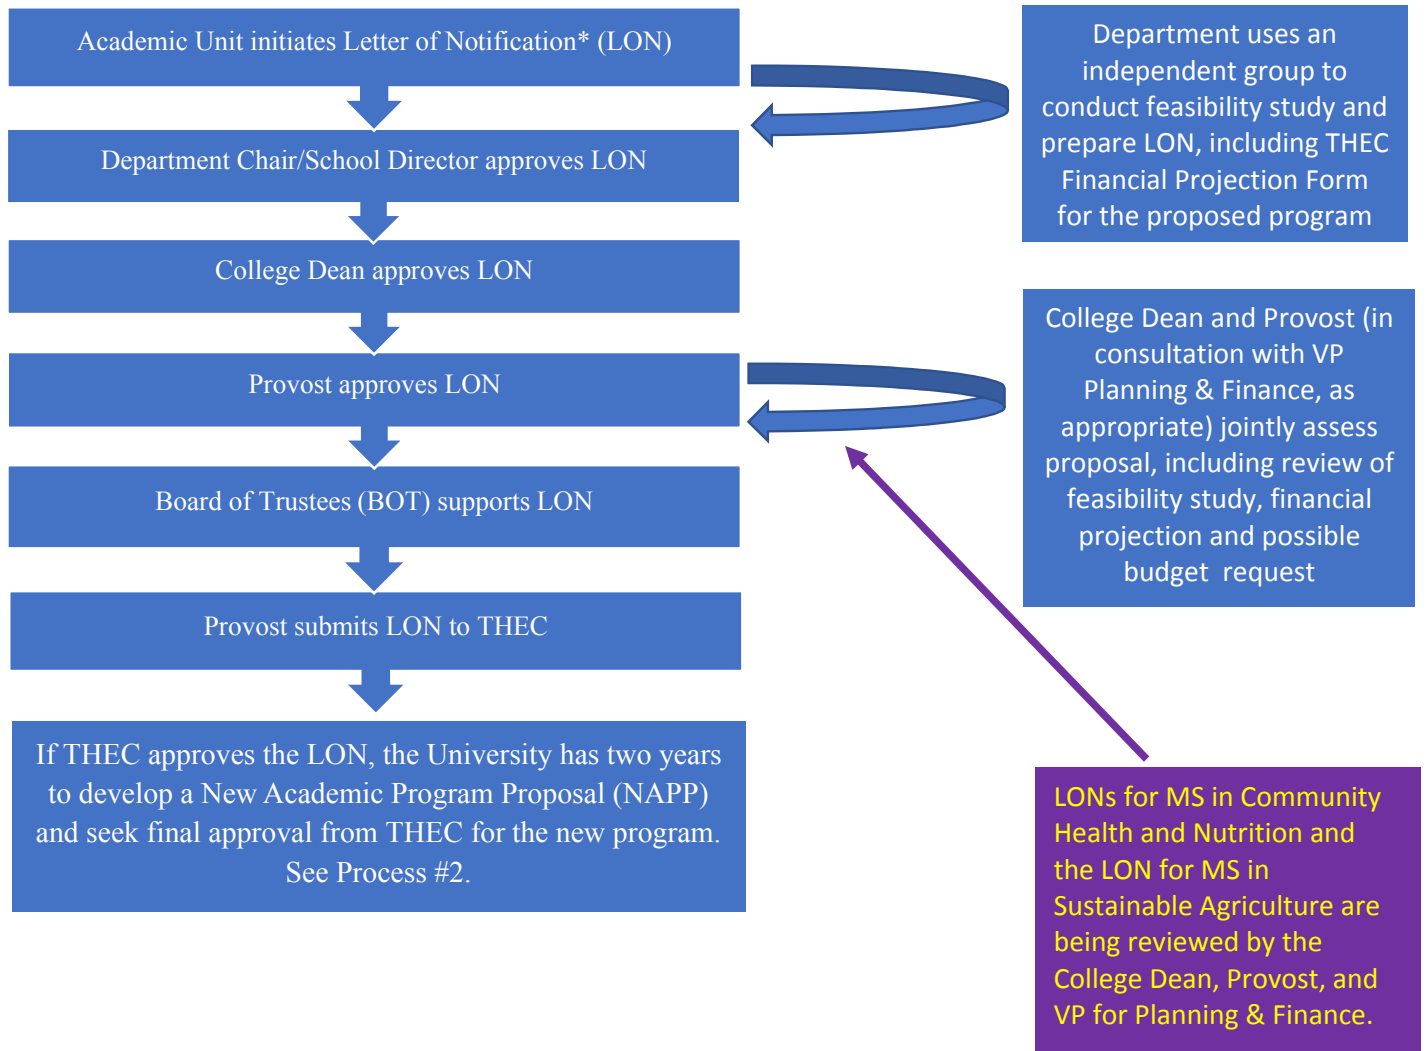 Academic Unit initiates Letter of Notification* (LON)
Department Chair/School Director approves LON
College Dean approves LON
Provost approves LON
Board of Trustees (BOT) supports LON
Provost submits LON to THEC
If THEC approves the LON, the University has two years
to develop a New Academic Program Proposal (NAPP)
and seek final approval from THEC for the new program.
See Process #2.
Department uses an
independent group to
conduct feasibility study and
prepare LON, including THEC
Financial Projection Form
for the proposed program
College Dean and Provost (in
consultation with VP
Planning & Finance, as
appropriate) jointly assess
proposal, including review of
feasibility study, financial
projection and possible
budget request
LONs for MS in Community
Health and Nutrition and
the LON for MS in
Sustainable Agriculture are
being reviewed by the
College Dean, Provost, and
VP for Planning & Finance.